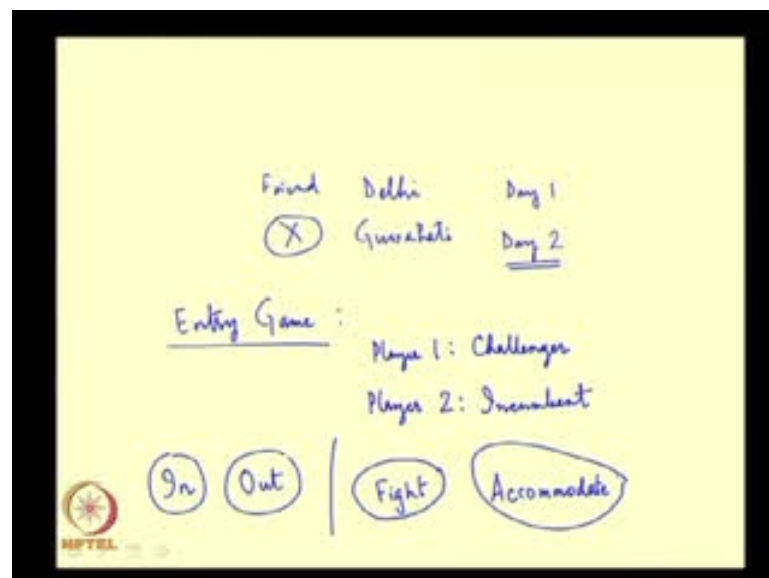 Friend Delhi Day 1
X Guwahati Day 2
Entry Game :
Player 1 : Challenger
Player 2 : Incumbent
In Out | Fight Accommodate
NPTEL